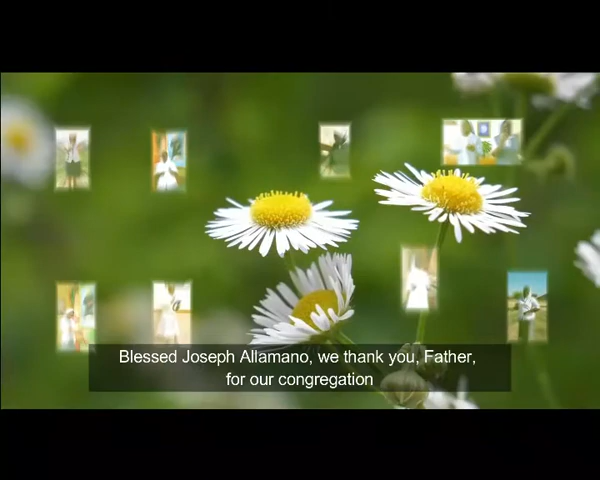 Blessed Joseph Allamano, we thank you, Father,
for our congregation